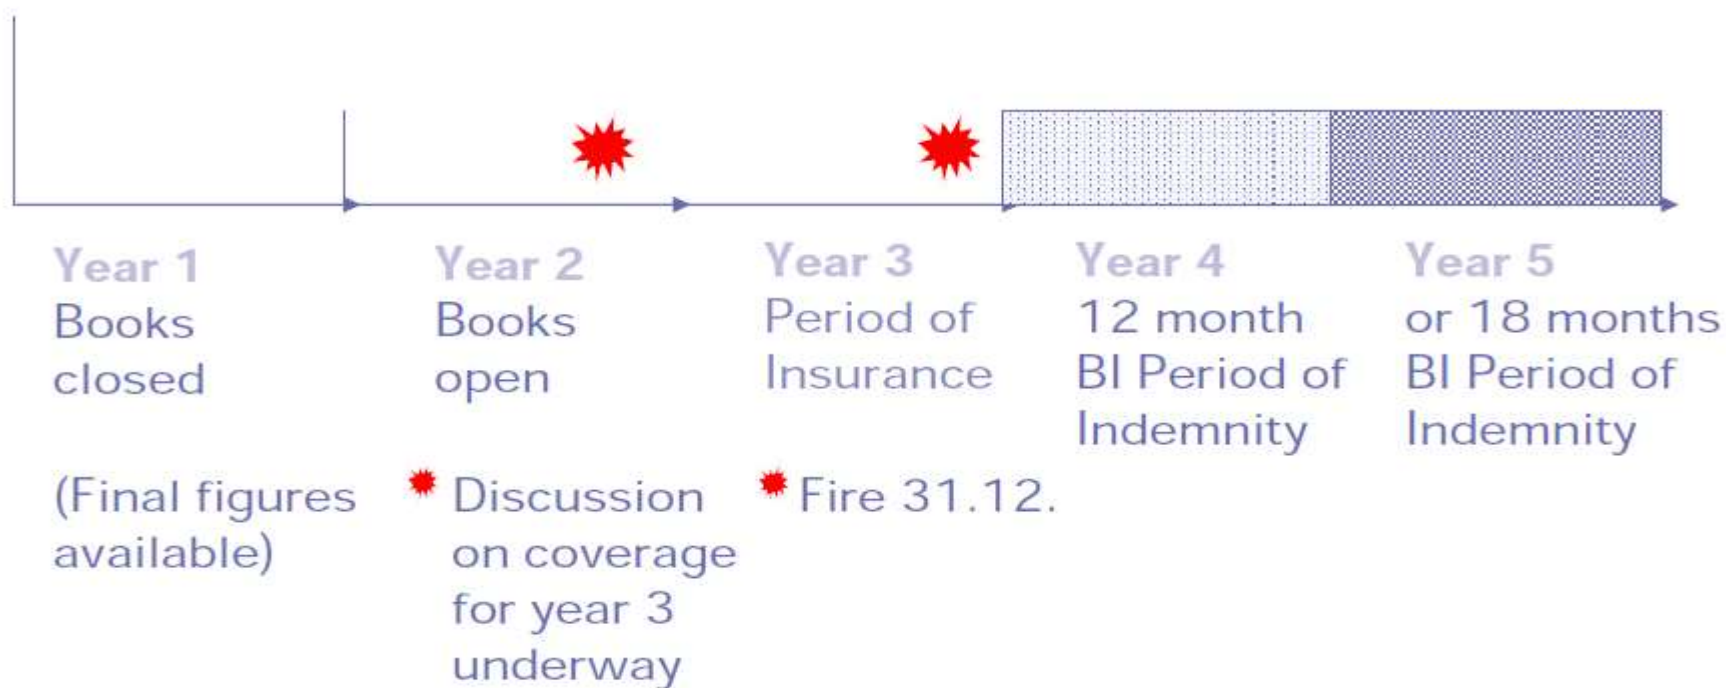 Year 1
Books
closed
(Final figures
available)
Year 2
Books
open
Discussion
on coverage
for year 3
underway
Year 3
Period of
Insurance
Fire 31.12.
Year 4
12 month
BI Period of
Indemnity
Year 5
or 18 months
BI Period of
Indemnity